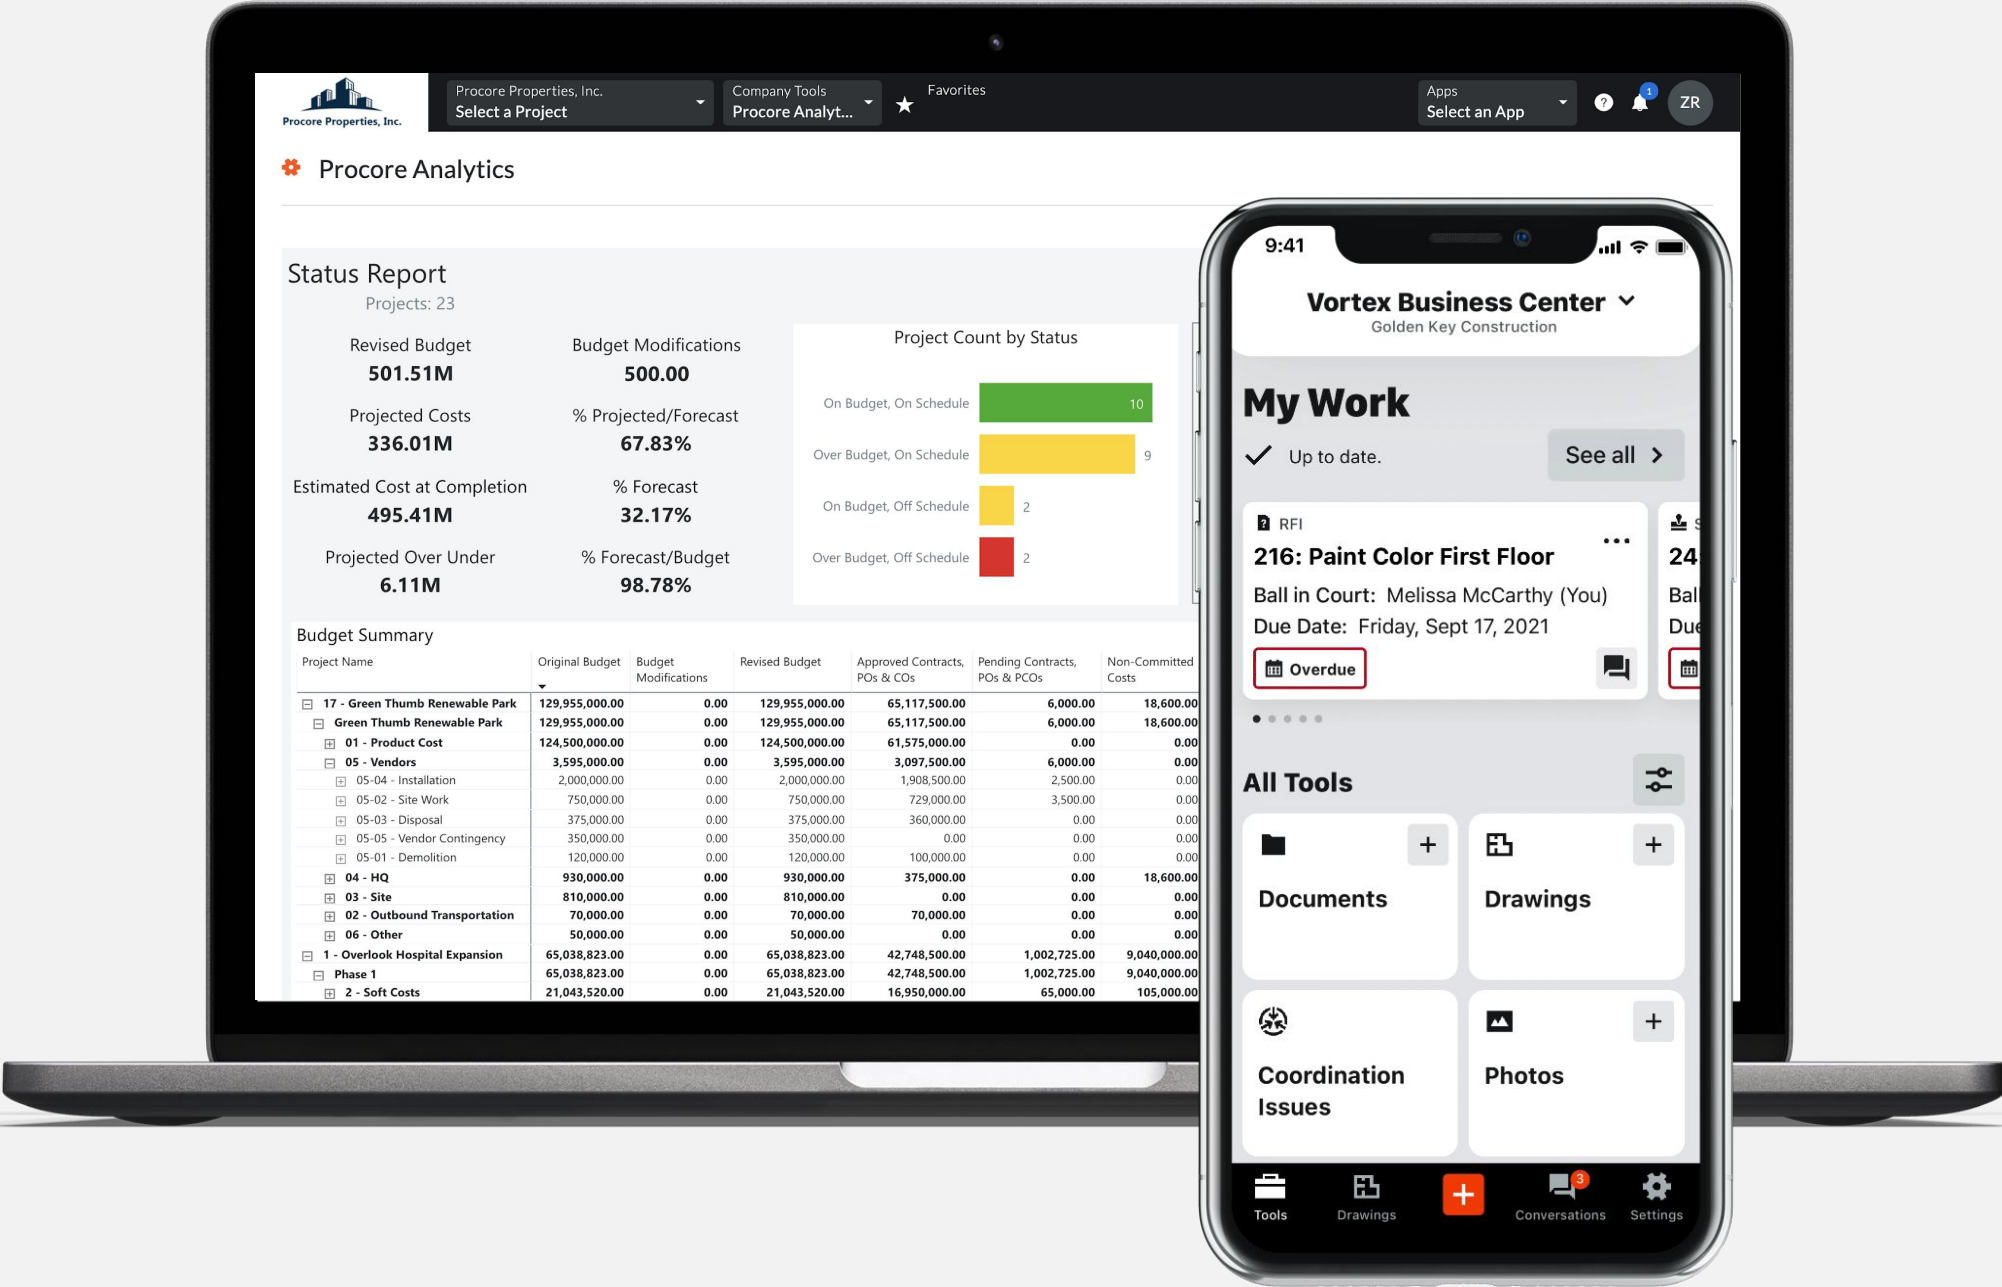 Procore Properties, Inc.
Procore Properties, Inc.
Select a Project
Company Tools
Procore Analyt...
Favorites
Apps
Select an App
?
1
ZR
Procore Analytics
Status Report
Projects: 23
Revised Budget
501.51M
Budget Modifications
500.00
Projected Costs
336.01M
% Projected/Forecast
67.83%
Estimated Cost at Completion
495.41M
% Forecast
32.17%
Projected Over Under
6.11M
% Forecast/Budget
98.78%
Project Count by Status
On Budget, On Schedule 10
Over Budget, On Schedule 9
On Budget, Off Schedule 2
Over Budget, Off Schedule 2
Budget Summary
Project Name Original Budget Budget Modifications Revised Budget Approved Contracts, POs & COs Pending Contracts, POs & PCOs Non-Committed Costs
17 - Green Thumb Renewable Park 129,955,000.00 0.00 129,955,000.00 65,117,500.00 6,000.00 18,600.00
Green Thumb Renewable Park 129,955,000.00 0.00 129,955,000.00 65,117,500.00 6,000.00 18,600.00
01 - Product Cost 124,500,000.00 0.00 124,500,000.00 61,575,000.00 0.00 0.00
05 - Vendors 3,595,000.00 0.00 3,595,000.00 3,097,500.00 6,000.00 0.00
05-04 - Installation 2,000,000.00 0.00 2,000,000.00 1,908,500.00 2,500.00 0.00
05-02 - Site Work 750,000.00 0.00 750,000.00 729,000.00 3,500.00 0.00
05-03 - Disposal 375,000.00 0.00 375,000.00 360,000.00 0.00 0.00
05-05 - Vendor Contingency 350,000.00 0.00 350,000.00 0.00 0.00 0.00
05-01 - Demolition 120,000.00 0.00 120,000.00 100,000.00 0.00 0.00
04 - HQ 930,000.00 0.00 930,000.00 375,000.00 0.00 18,600.00
03 - Site 810,000.00 0.00 810,000.00 0.00 0.00 0.00
02 - Outbound Transportation 70,000.00 0.00 70,000.00 70,000.00 0.00 0.00
06 - Other 50,000.00 0.00 50,000.00 0.00 0.00 0.00
1 - Overlook Hospital Expansion 65,038,823.00 0.00 65,038,823.00 42,748,500.00 1,002,725.00 9,040,000.00
Phase 1 65,038,823.00 0.00 65,038,823.00 42,748,500.00 1,002,725.00 9,040,000.00
2 - Soft Costs 21,043,520.00 0.00 21,043,520.00 16,950,000.00 65,000.00 105,000.00
9:41
Vortex Business Center
Golden Key Construction
My Work
Up to date.
See all
RFI
216: Paint Color First Floor
Ball in Court: Melissa McCarthy (You)
Due Date: Friday, Sept 17, 2021
Overdue
24
Bal
Due
All Tools
Documents
Drawings
Coordination
Issues
Photos
Tools
Drawings
3
Conversations
Settings